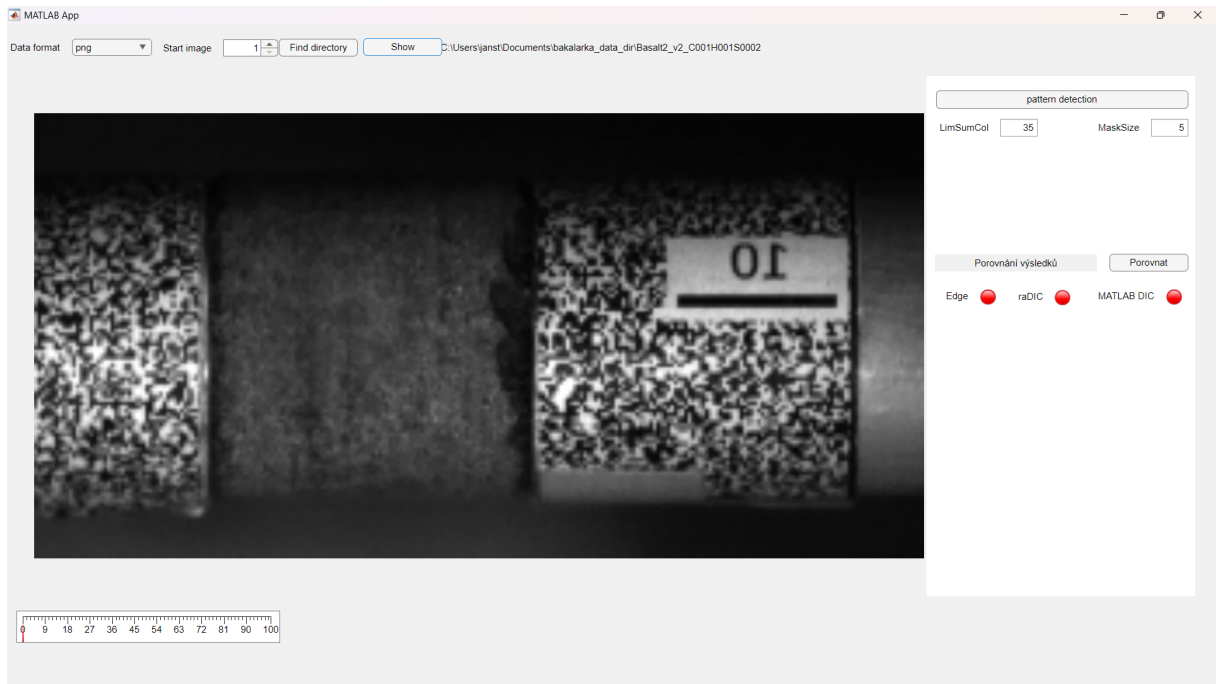 MATLAB App
Data format png Start image 1 Find directory Show C:\Users\janst\Documents\bakalarka_data_dir\Basalt2_v2_C001H001S0002
pattern detection
LimSumCol 35 MaskSize 5
10
Porovnání výsledků Porovnat
Edge raDIC MATLAB DIC
0 9 18 27 36 45 54 63 72 81 90 100